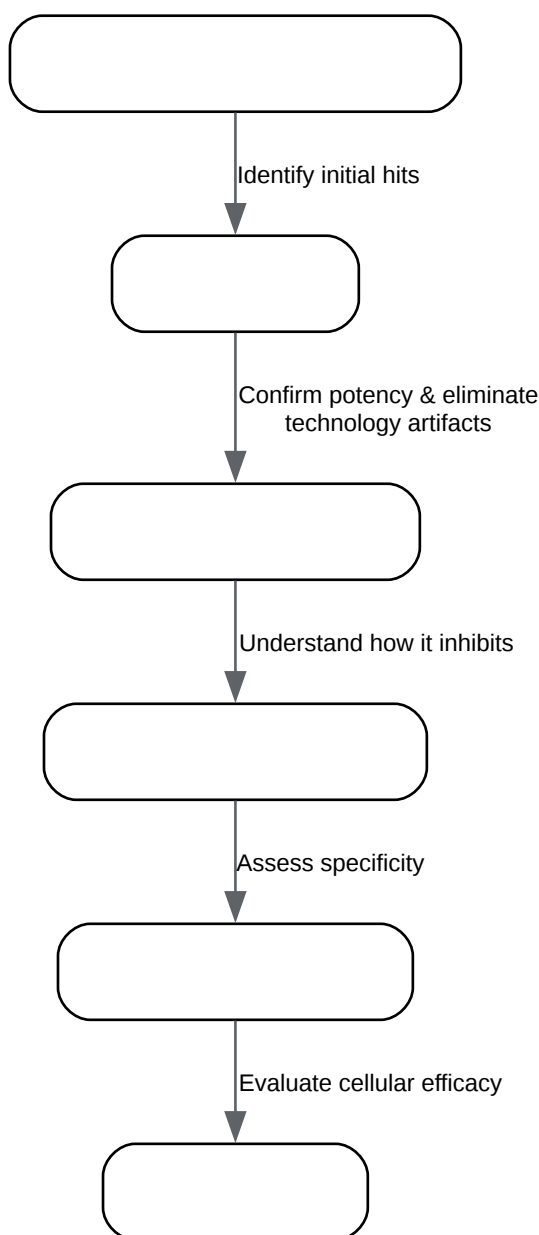 Identify initial hits
Confirm potency & eliminate
technology artifacts
Understand how it inhibits
Assess specificity
Evaluate cellular efficacy